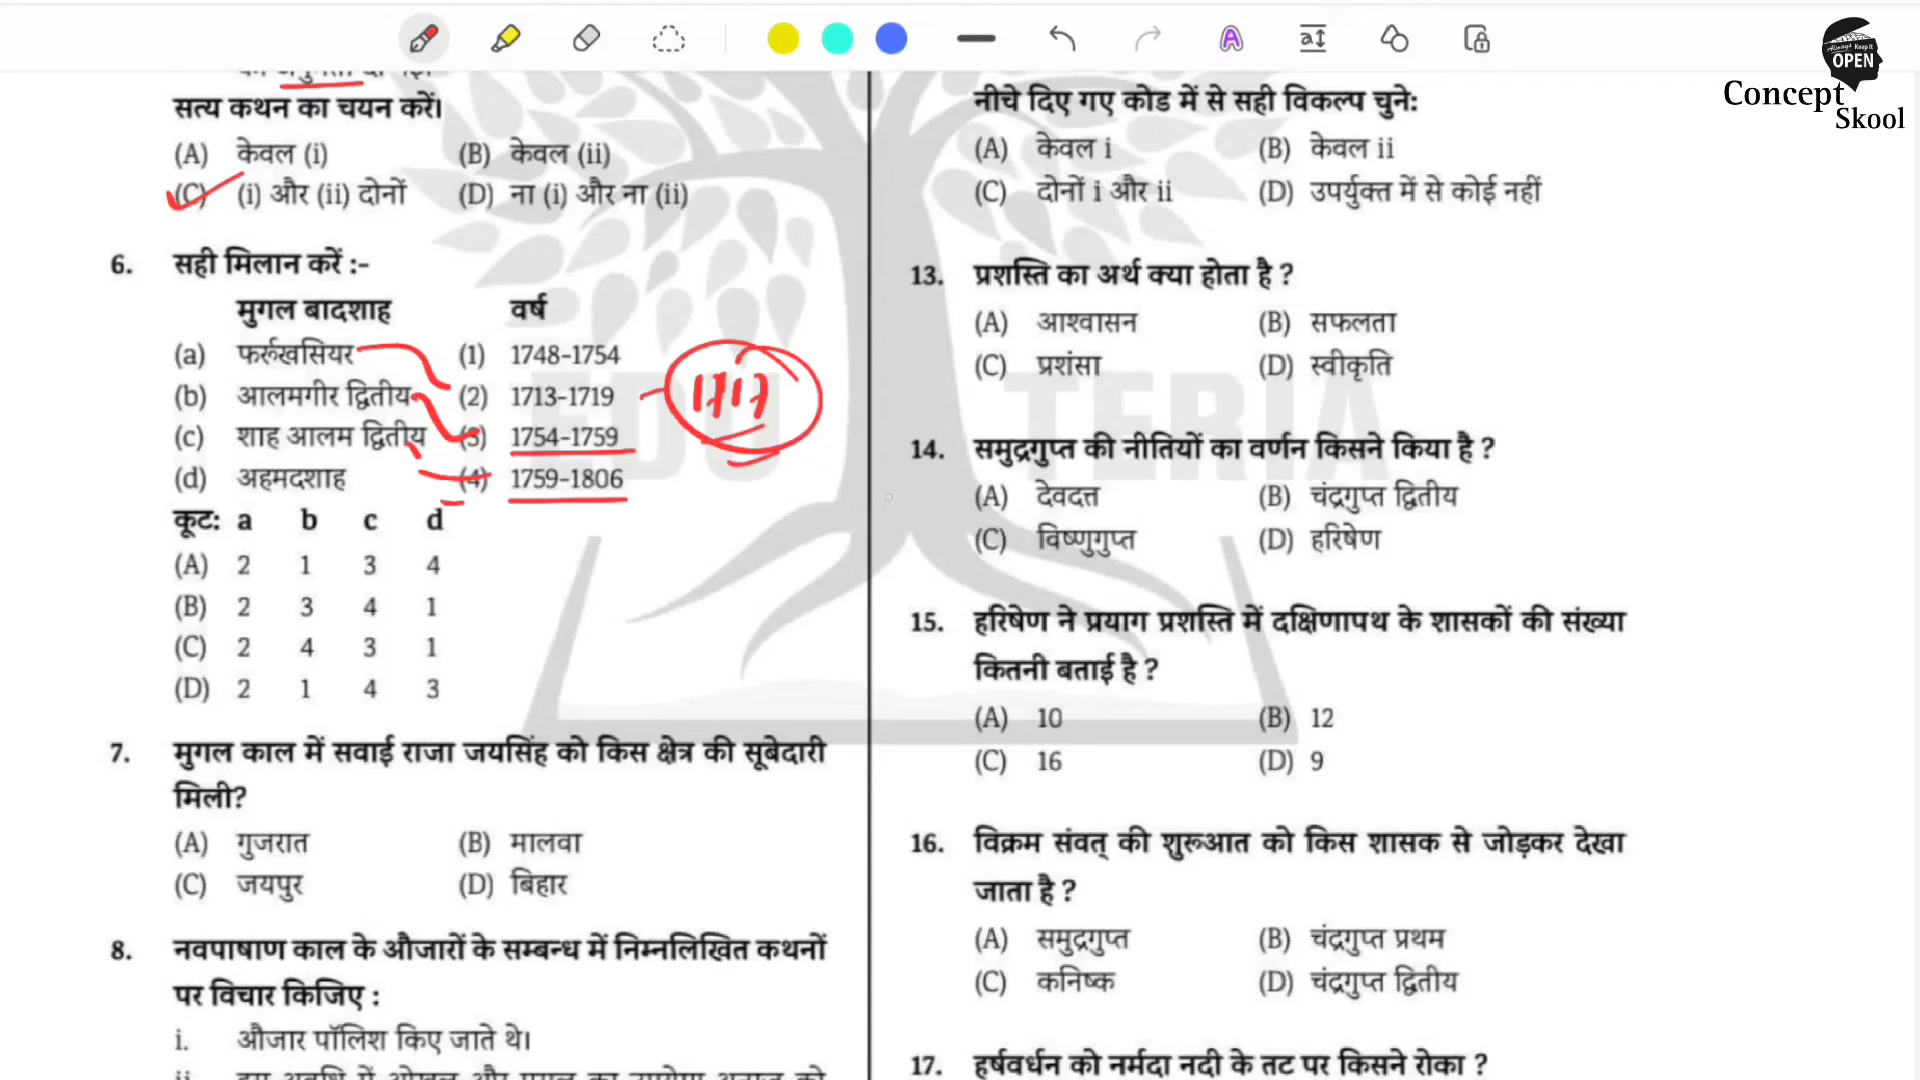 Always Keep It
OPEN
Concept
Skool
सत्य कथन का चयन करें।
(A) केवल (i) (B) केवल (ii)
(C) (i) और (ii) दोनों (D) ना (i) और ना (ii)
6. सही मिलान करें :-
मुगल बादशाह वर्ष
(a) फर्रूखसियर (1) 1748-1754
(b) आलमगीर द्वितीय (2) 1713-1719
1717
(c) शाह आलम द्वितीय (3) 1754-1759
(d) अहमदशाह (4) 1759-1806
कूट: a b c d
(A) 2 1 3 4
(B) 2 3 4 1
(C) 2 4 3 1
(D) 2 1 4 3
7. मुगल काल में सवाई राजा जयसिंह को किस क्षेत्र की सूबेदारी
मिली?
(A) गुजरात (B) मालवा
(C) जयपुर (D) बिहार
8. नवपाषाण काल के औजारों के सम्बन्ध में निम्नलिखित कथनों
पर विचार किजिए :
i. औजार पॉलिश किए जाते थे।
नीचे दिए गए कोड में से सही विकल्प चुने:
(A) केवल i (B) केवल ii
(C) दोनों i और ii (D) उपर्युक्त में से कोई नहीं
13. प्रशस्ति का अर्थ क्या होता है ?
(A) आश्वासन (B) सफलता
(C) प्रशंसा (D) स्वीकृति
14. समुद्रगुप्त की नीतियों का वर्णन किसने किया है ?
(A) देवदत्त (B) चंद्रगुप्त द्वितीय
(C) विष्णुगुप्त (D) हरिषेण
15. हरिषेण ने प्रयाग प्रशस्ति में दक्षिणापथ के शासकों की संख्या
कितनी बताई है ?
(A) 10 (B) 12
(C) 16 (D) 9
16. विक्रम संवत् की शुरूआत को किस शासक से जोड़कर देखा
जाता है ?
(A) समुद्रगुप्त (B) चंद्रगुप्त प्रथम
(C) कनिष्क (D) चंद्रगुप्त द्वितीय
17. हर्षवर्धन को नर्मदा नदी के तट पर किसने रोका ?
EDU TERIA